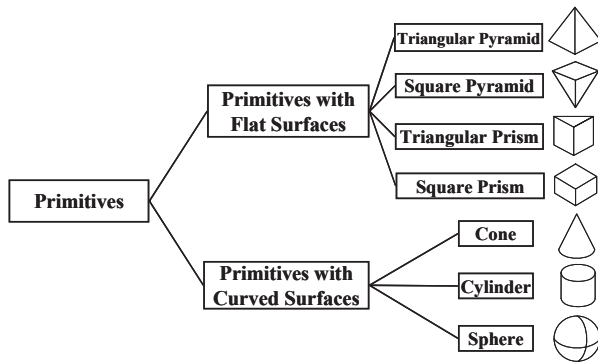 Primitives
Primitives with
Flat Surfaces
Triangular Pyramid
Square Pyramid
Triangular Prism
Square Prism
Primitives with
Curved Surfaces
Cone
Cylinder
Sphere